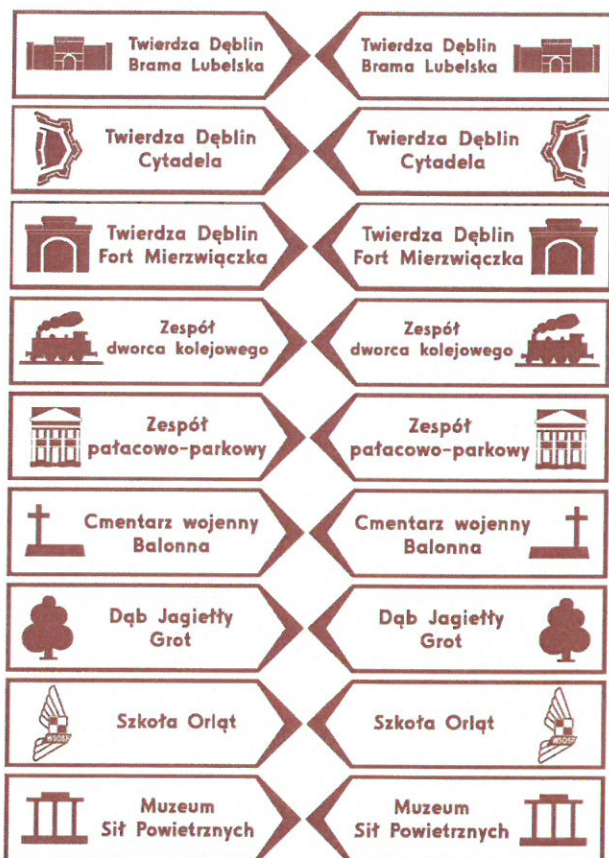 Twierdza Dęblin
Brama Lubelska
Twierdza Dęblin
Brama Lubelska
Twierdza Dęblin
Cytadela
Twierdza Dęblin
Cytadela
Twierdza Dęblin
Fort Mierzwiączka
Twierdza Dęblin
Fort Mierzwiączka
Zespół
dworca kolejowego
Zespół
dworca kolejowego
Zespół
pałacowo-parkowy
Zespół
pałacowo-parkowy
Cmentarz wojenny
Balonna
Cmentarz wojenny
Balonna
Dąb Jagiełły
Grot
Dąb Jagiełły
Grot
WSOSP
Szkoła Orląt
Szkoła Orląt
WSOSP
Muzeum
Sił Powietrznych
Muzeum
Sił Powietrznych